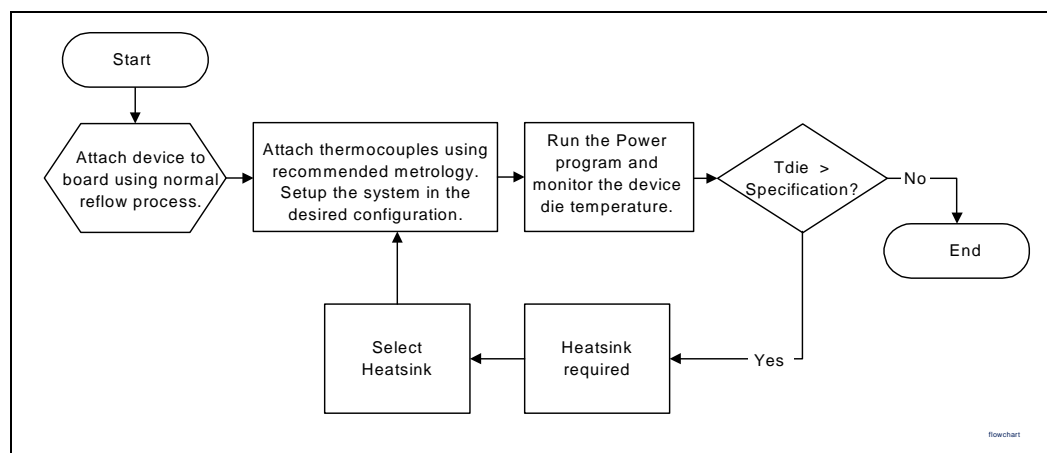 Start
Attach device to
board using normal
reflow process.
Attach thermocouples using
recommended metrology.
Setup the system in the
desired configuration.
Run the Power
program and
monitor the device
die temperature.
Tdie >
Specification?
No
End
Yes
Heatsink
required
Select
Heatsink
flowchart